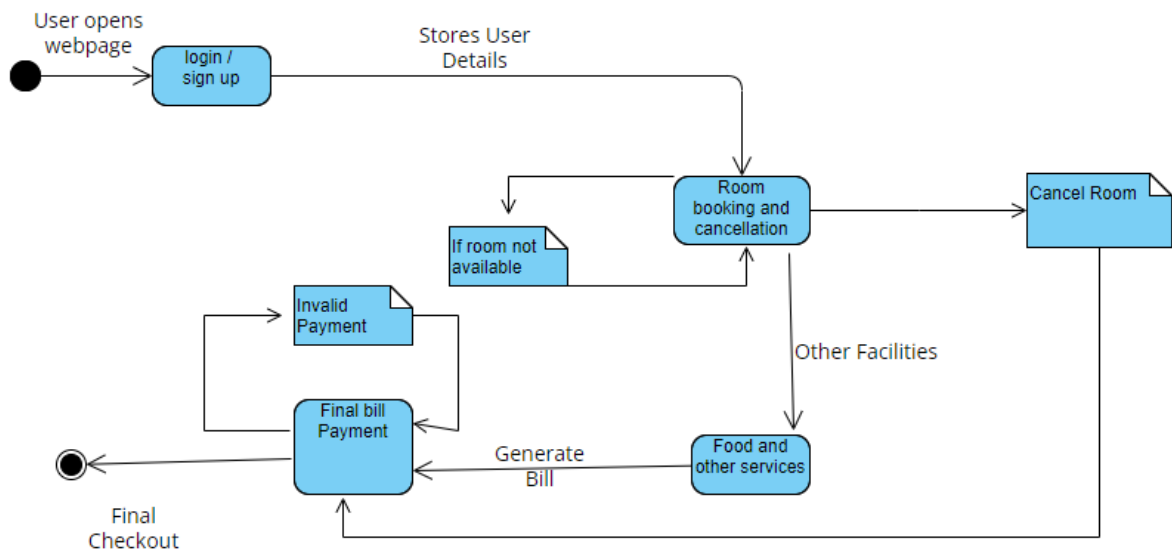 User opens
webpage
login /
sign up
Stores User
Details
Room
booking and
cancellation
Cancel Room
If room not
available
Invalid
Payment
Other Facilities
Final bill
Payment
Generate
Bill
Food and
other services
Final
Checkout